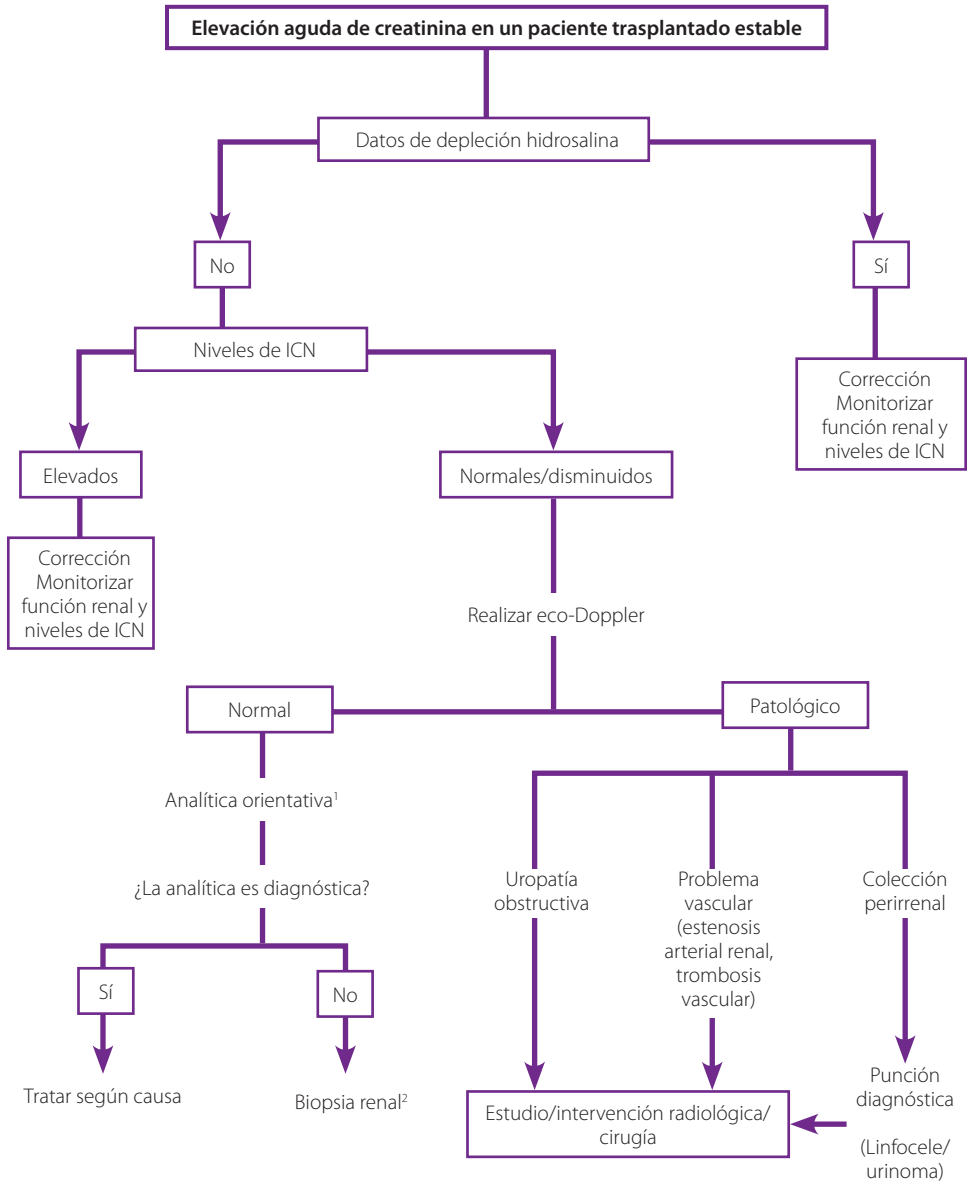 Elevación aguda de creatinina en un paciente trasplantado estable
Datos de depleción hidrosalina
No
Sí
Niveles de ICN
Corrección
Monitorizar
función renal y
niveles de ICN
Elevados
Normales/disminuidos
Corrección
Monitorizar
función renal y
niveles de ICN
Realizar eco-Doppler
Normal
Patológico
Analítica orientativa¹
¿La analítica es diagnóstica?
Uropatía
obstructiva
Problema
vascular
(estenosis
arterial renal,
trombosis
vascular)
Colección
perirrenal
Sí
No
Tratar según causa
Biopsia renal²
Punción
diagnóstica
(Linfocele/
urinoma)
Estudio/intervención radiológica/
cirugía